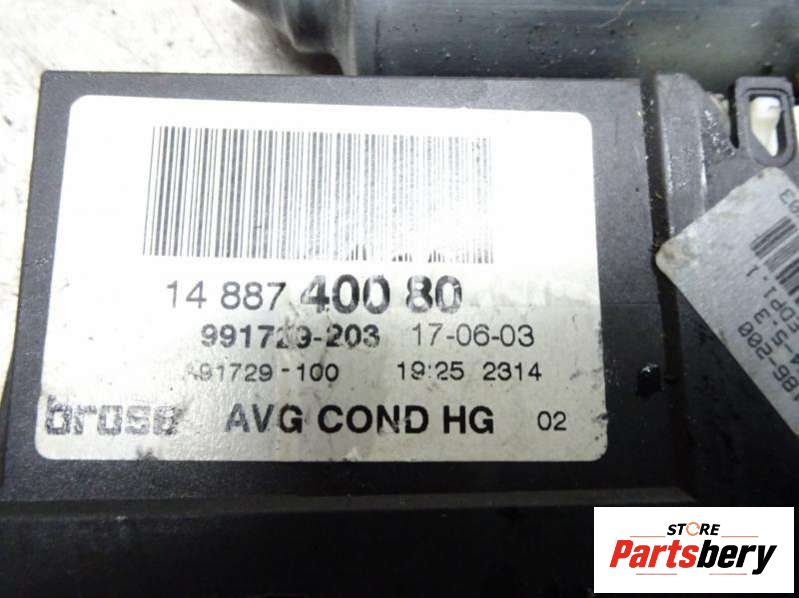 14 887 400 80
991729-203 17-06-03
A91729-100 19:25 2314
brose AVG COND HG 02
STORE
Partsbery